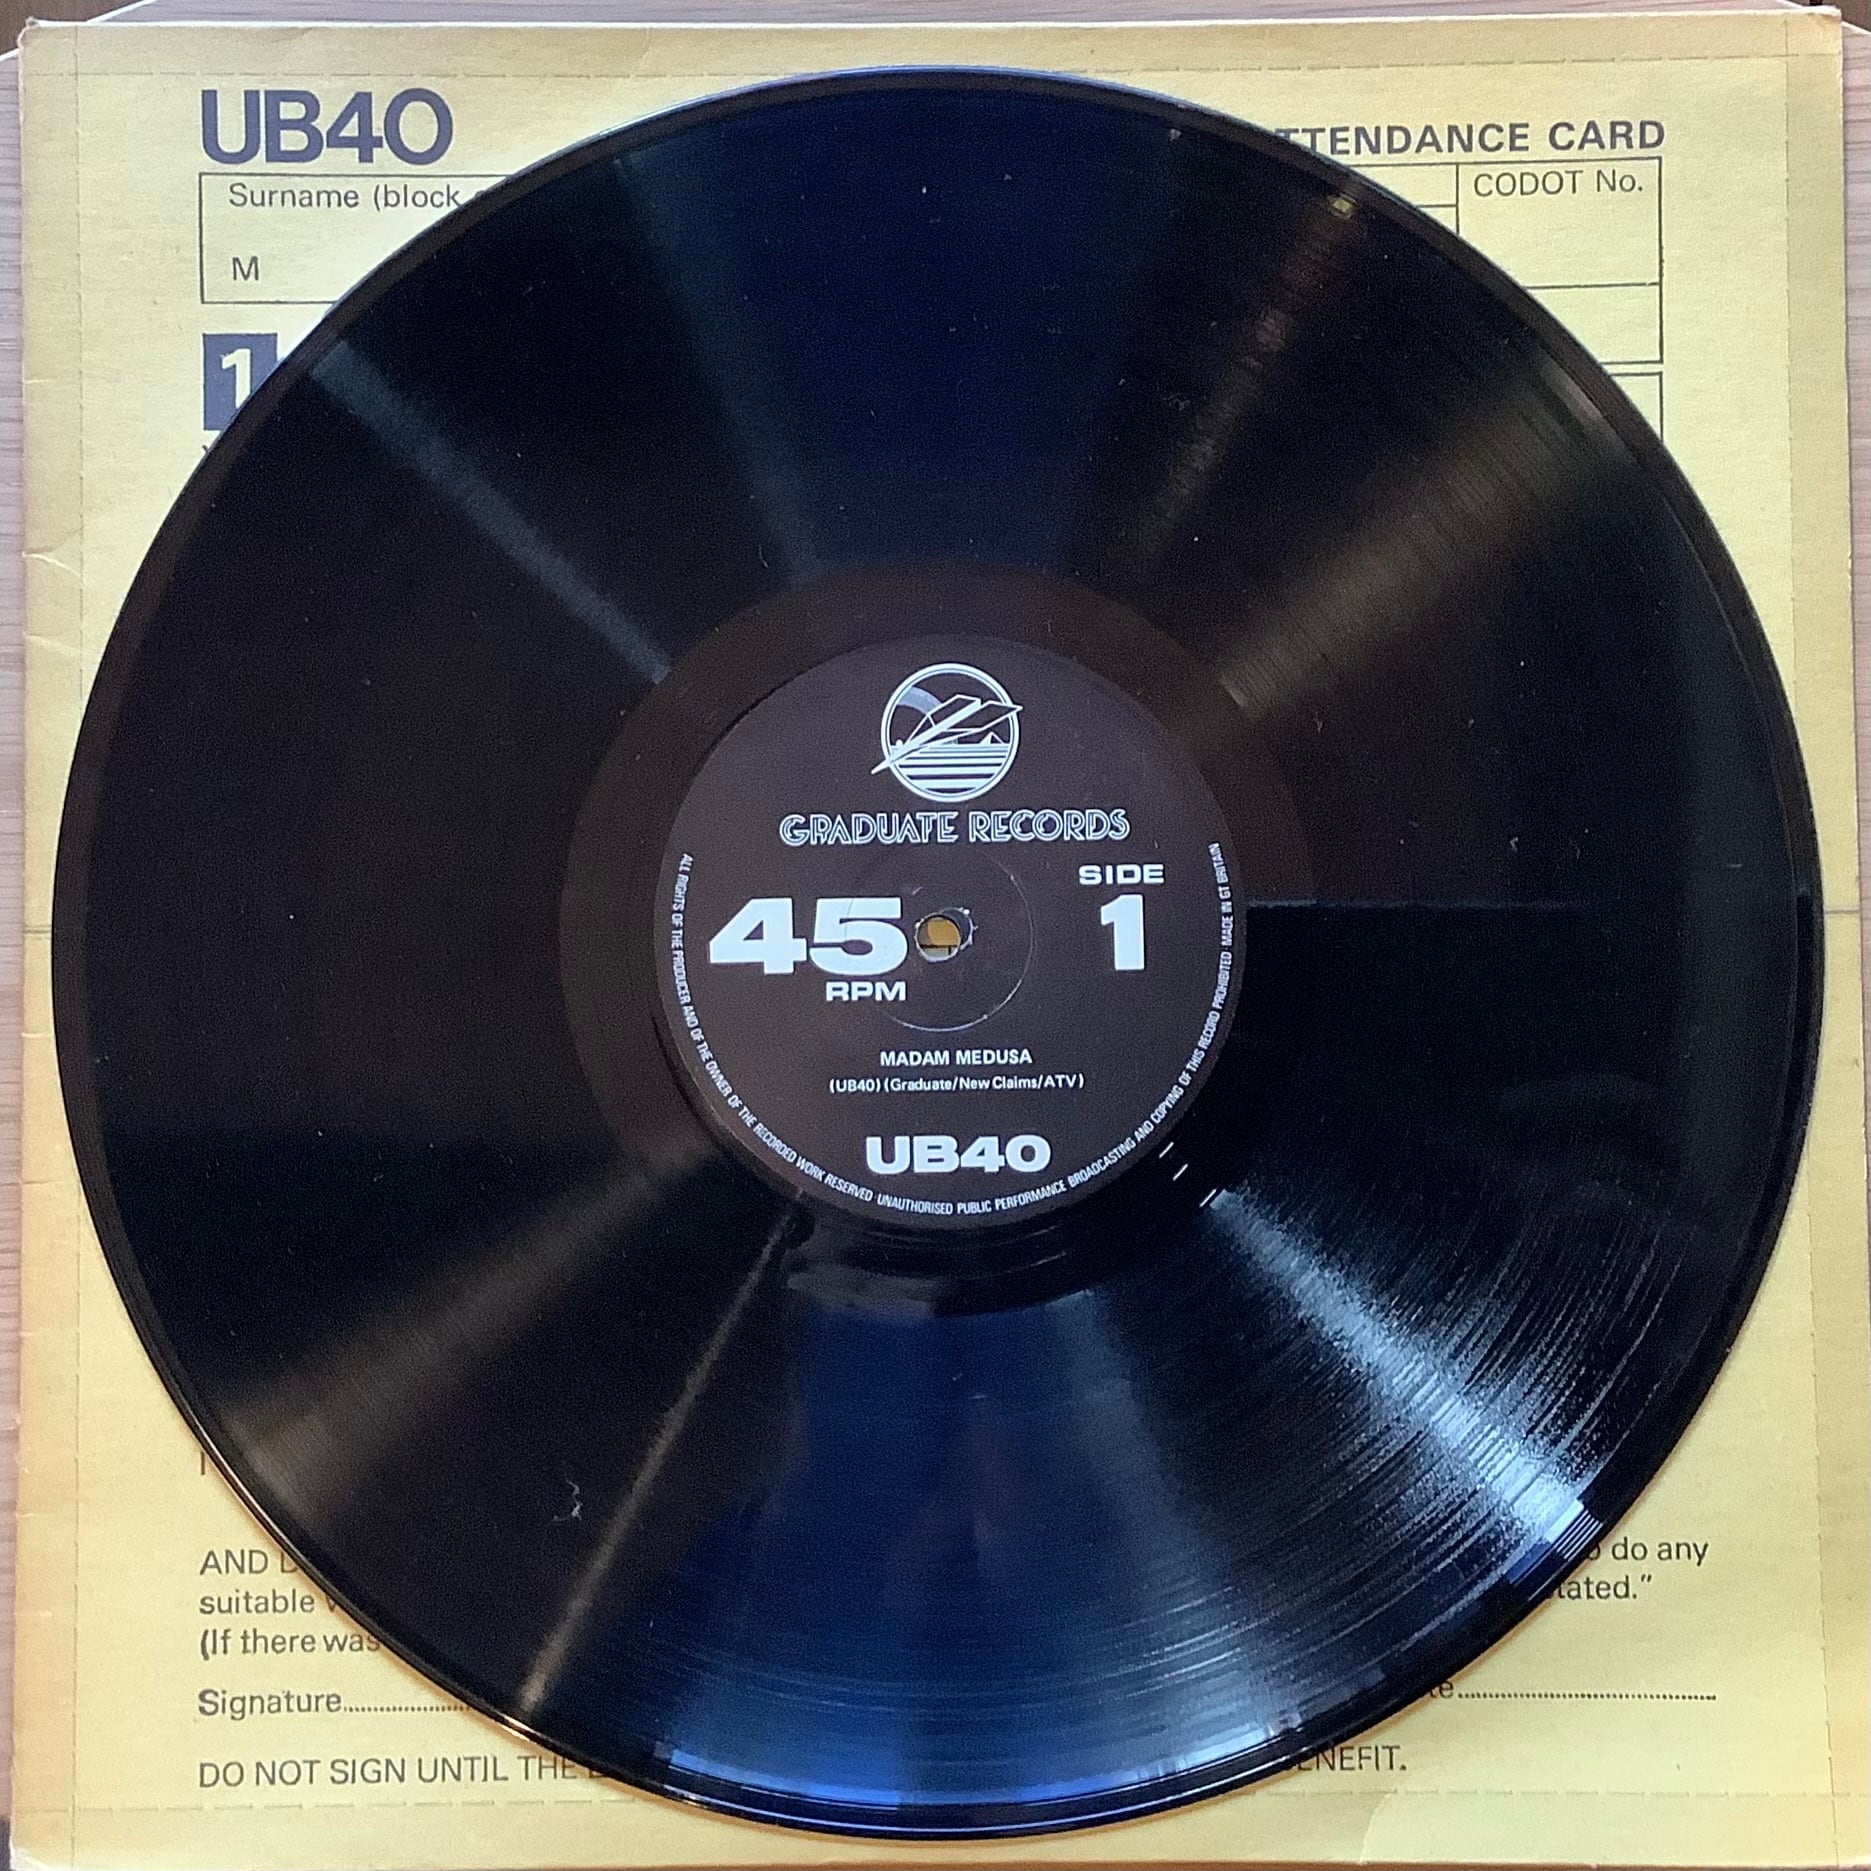 UB40
TTENDANCE CARD
Surname (block
CODOT No.
M
1
GRADUATE RECORDS
SIDE
45
1
RPM
MADAM MEDUSA
(UB40) (Graduate/New Claims/ATV)
UB40
ALL RIGHTS OF THE PRODUCER AND OF THE OWNER OF THE RECORDED WORK RESERVED · UNAUTHORISED PUBLIC PERFORMANCE BROADCASTING AND COPYING OF THIS RECORD PROHIBITED · MADE IN GT BRITAIN
AND
do any
suitable
tated."
(If there was
Signature
DO NOT SIGN UNTIL THE
ENEFIT.